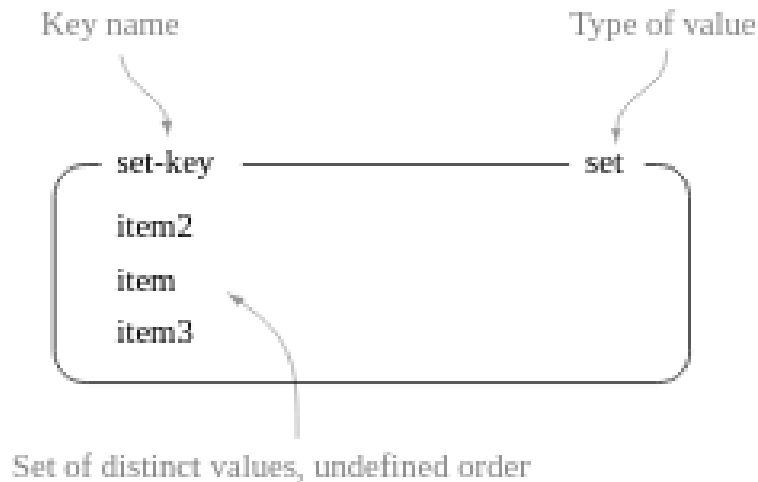 Key name
Type of value
set-key
set
item2
item
item3
Set of distinct values, undefined order